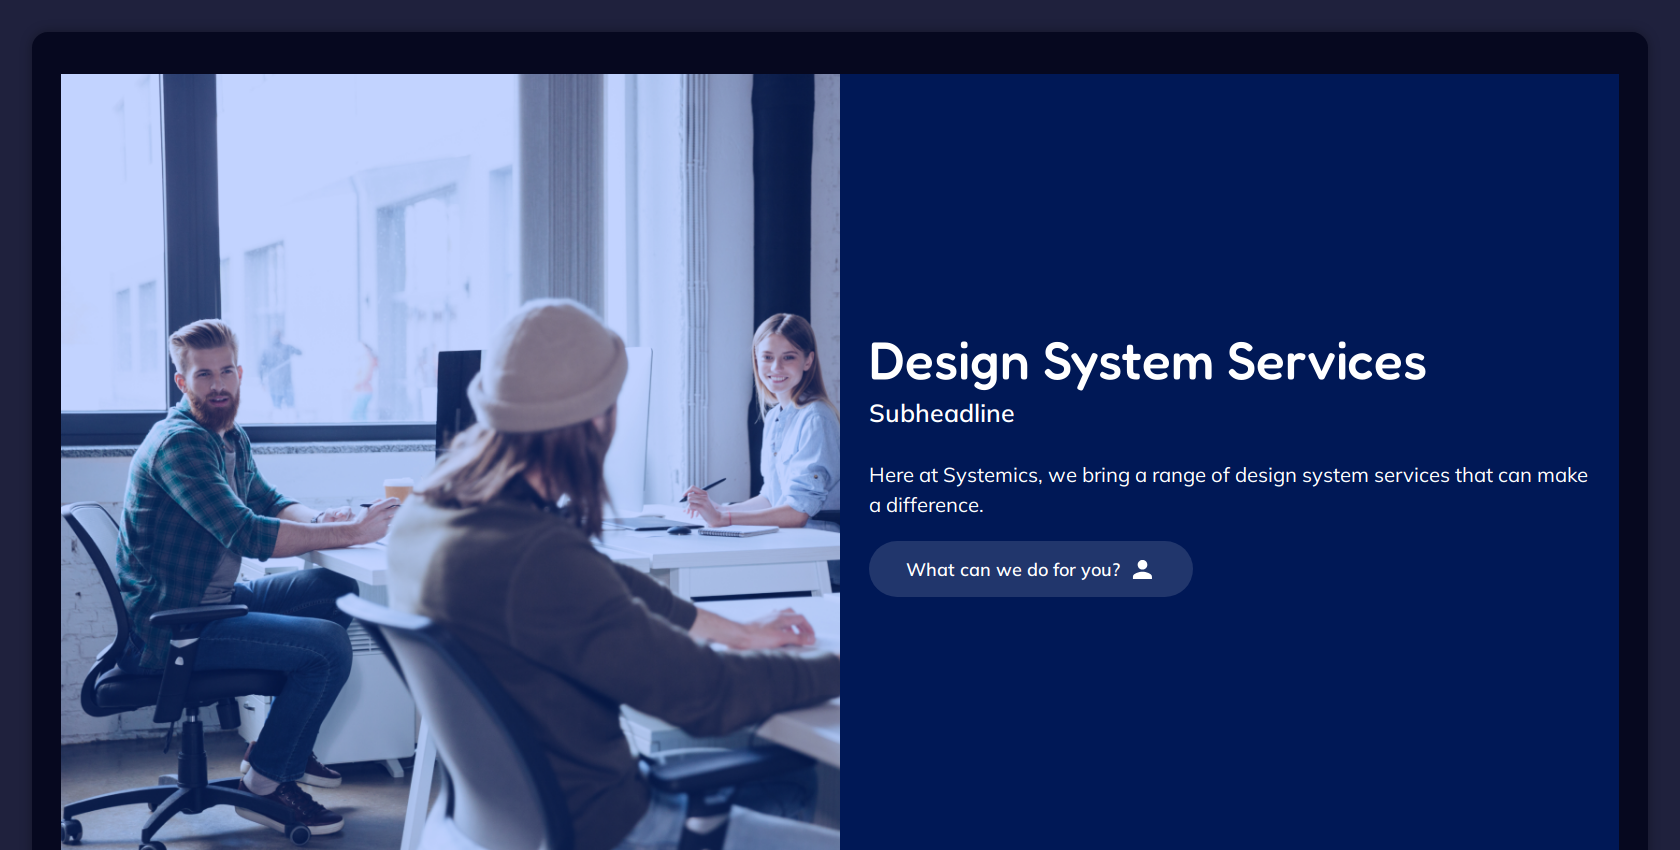 Design System Services
Subheadline
Here at Systemics, we bring a range of design system services that can make
a difference.
What can we do for you?